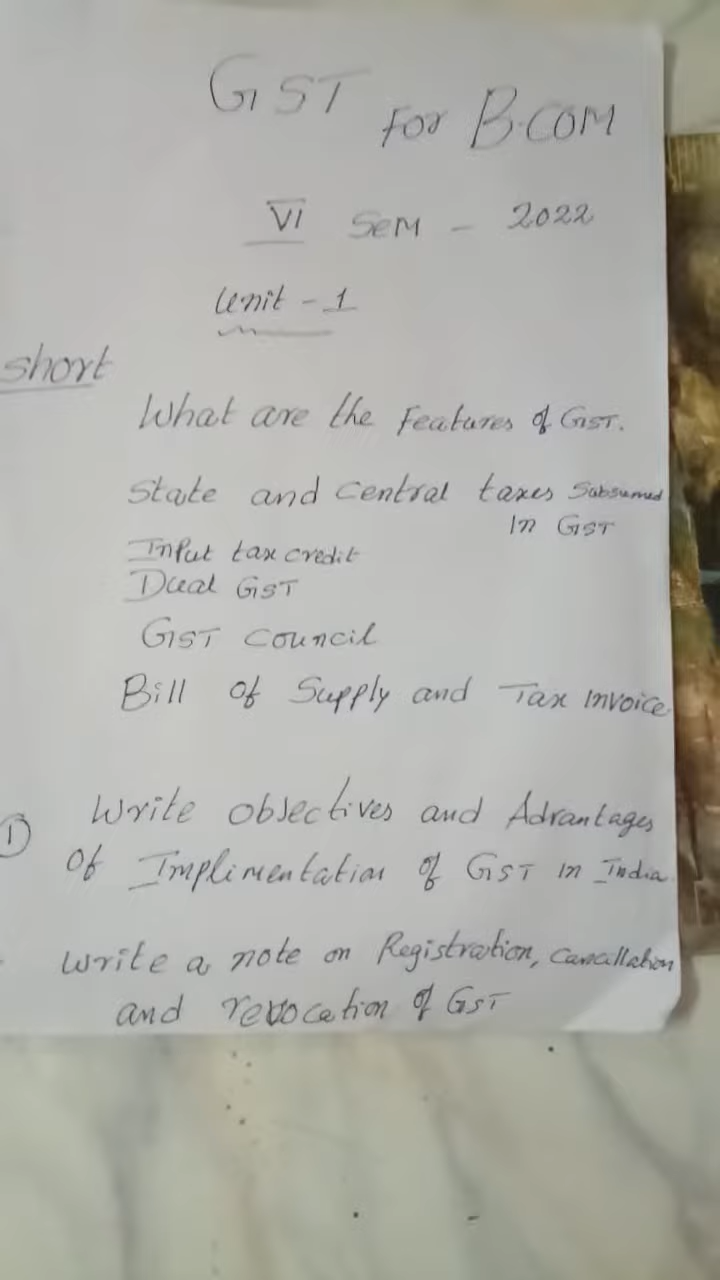 GST For B.COM
VI SEM - 2022
Unit - 1
Short
What are the Features of GST.
State and Central taxes Subsumed
In GST
Input tax credit
Dual GST
GST Council
Bill of Supply and Tax Invoice
1) Write Objectives and Advantages
Of Implimentation of GST in India
Write a note on Registration, Cancallation
and revocation of GST